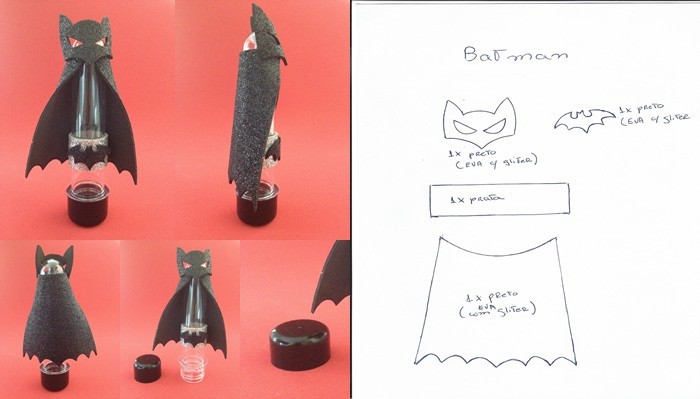 Batman
1x preto
(EVA c/ gliter)
1x preto
(EVA c/ gliter)
1x prata
1x preto
EVA
(com gliter)